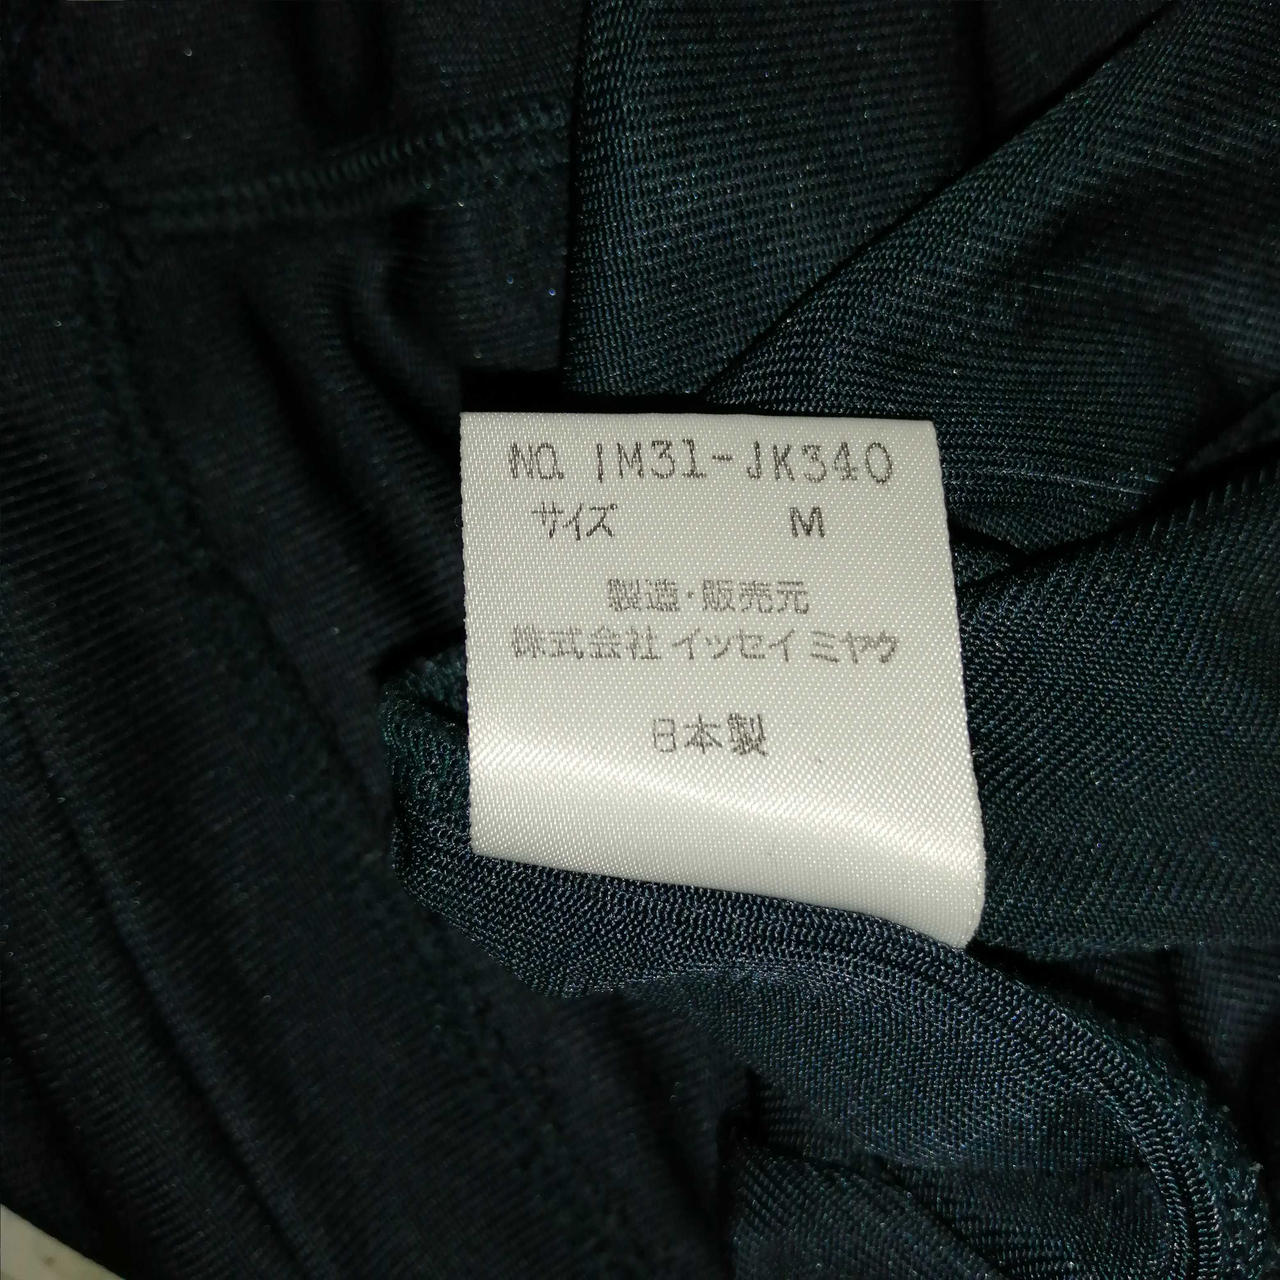 NO. IM31-JK340
サイズ M
製造・販売元
株式会社 イッセイ ミヤケ
日本製